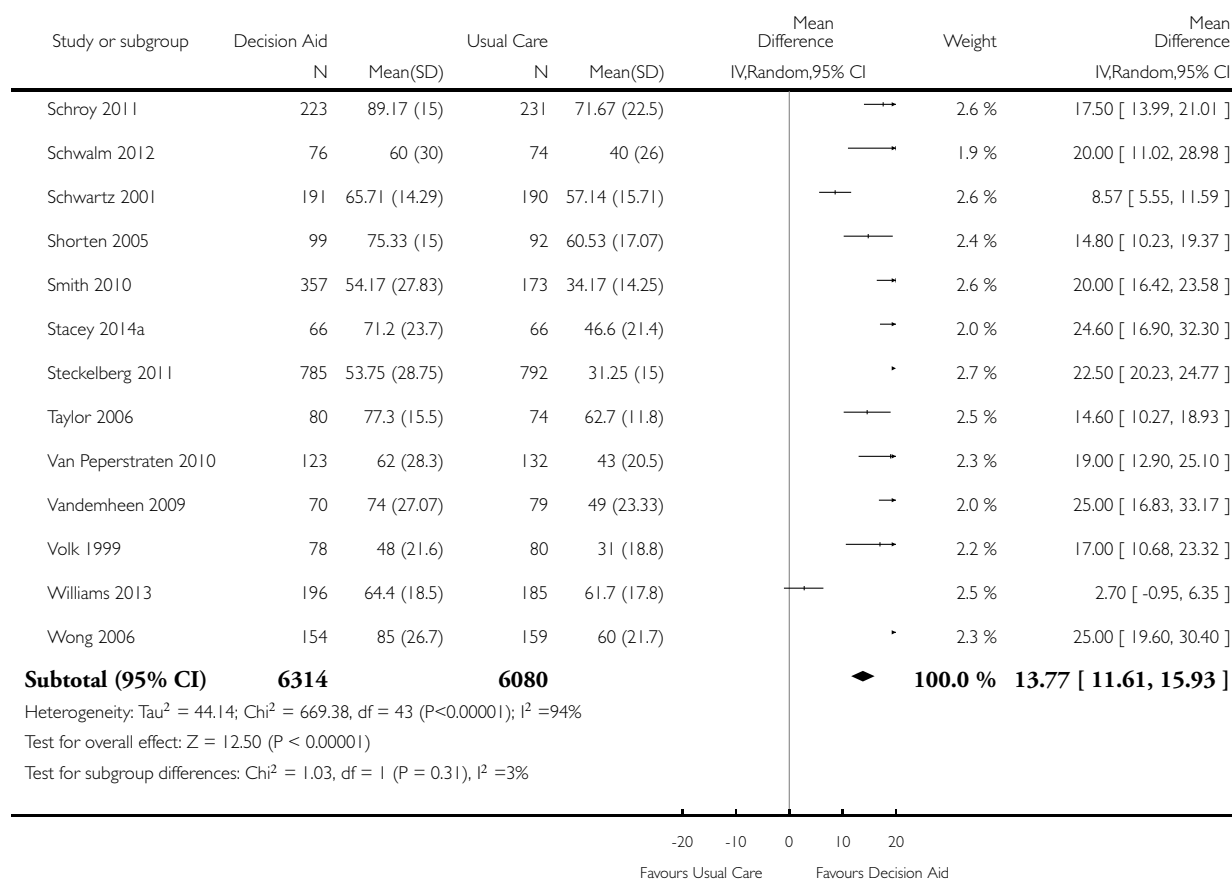 Study or subgroup Decision Aid Usual Care Mean Difference Weight Mean Difference
N Mean(SD) N Mean(SD) IV,Random,95% CI IV,Random,95% CI
Schroy 2011 223 89.17 (15) 231 71.67 (22.5) 2.6 % 17.50 [ 13.99, 21.01 ]
Schwalm 2012 76 60 (30) 74 40 (26) 1.9 % 20.00 [ 11.02, 28.98 ]
Schwartz 2001 191 65.71 (14.29) 190 57.14 (15.71) 2.6 % 8.57 [ 5.55, 11.59 ]
Shorten 2005 99 75.33 (15) 92 60.53 (17.07) 2.4 % 14.80 [ 10.23, 19.37 ]
Smith 2010 357 54.17 (27.83) 173 34.17 (14.25) 2.6 % 20.00 [ 16.42, 23.58 ]
Stacey 2014a 66 71.2 (23.7) 66 46.6 (21.4) 2.0 % 24.60 [ 16.90, 32.30 ]
Steckelberg 2011 785 53.75 (28.75) 792 31.25 (15) 2.7 % 22.50 [ 20.23, 24.77 ]
Taylor 2006 80 77.3 (15.5) 74 62.7 (11.8) 2.5 % 14.60 [ 10.27, 18.93 ]
Van Peperstraten 2010 123 62 (28.3) 132 43 (20.5) 2.3 % 19.00 [ 12.90, 25.10 ]
Vandemheen 2009 70 74 (27.07) 79 49 (23.33) 2.0 % 25.00 [ 16.83, 33.17 ]
Volk 1999 78 48 (21.6) 80 31 (18.8) 2.2 % 17.00 [ 10.68, 23.32 ]
Williams 2013 196 64.4 (18.5) 185 61.7 (17.8) 2.5 % 2.70 [ -0.95, 6.35 ]
Wong 2006 154 85 (26.7) 159 60 (21.7) 2.3 % 25.00 [ 19.60, 30.40 ]
Subtotal (95% CI) 6314 6080 100.0 % 13.77 [ 11.61, 15.93 ]
Heterogeneity: Tau² = 44.14; Chi² = 669.38, df = 43 (P<0.00001); I² =94%
Test for overall effect: Z = 12.50 (P < 0.00001)
Test for subgroup differences: Chi² = 1.03, df = 1 (P = 0.31), I² =3%
-20 -10 0 10 20
Favours Usual Care Favours Decision Aid